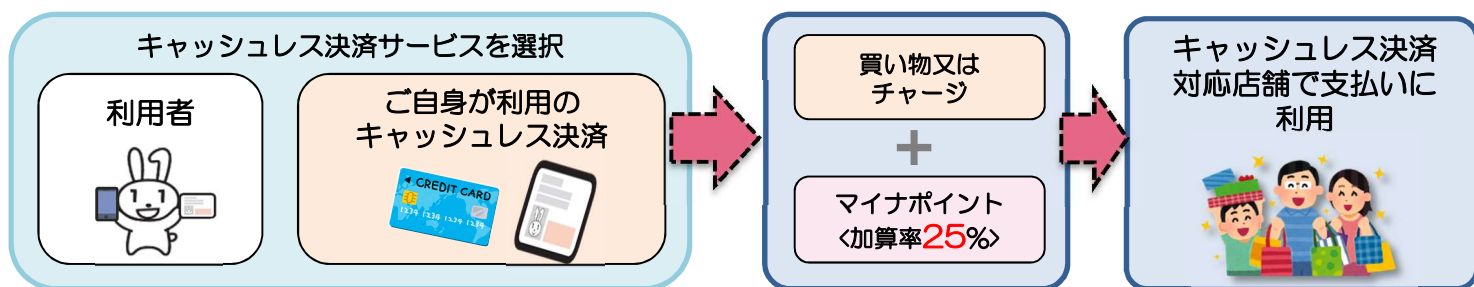 キャッシュレス決済サービスを選択
利用者
ご自身が利用の
キャッシュレス決済
CREDIT CARD
1234 1234 1234 1234
買い物又は
チャージ
+
マイナポイント
<加算率25%>
キャッシュレス決済
対応店舗で支払いに
利用